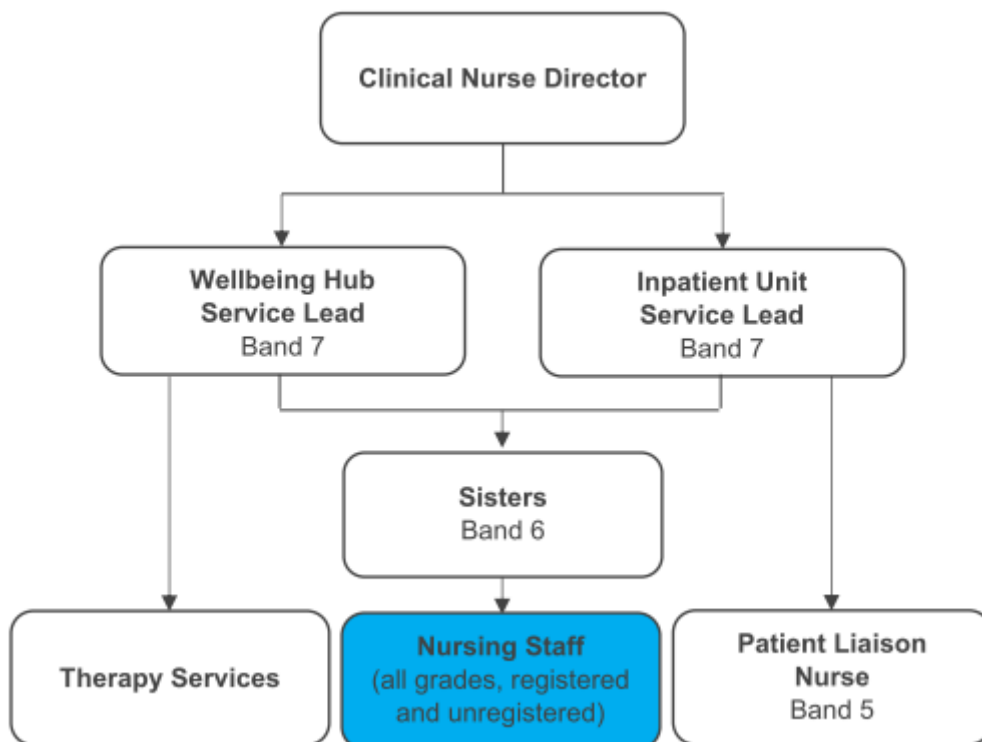 Clinical Nurse Director
Wellbeing Hub
Service Lead
Band 7
Inpatient Unit
Service Lead
Band 7
Sisters
Band 6
Therapy Services
Nursing Staff
(all grades, registered
and unregistered)
Patient Liaison
Nurse
Band 5